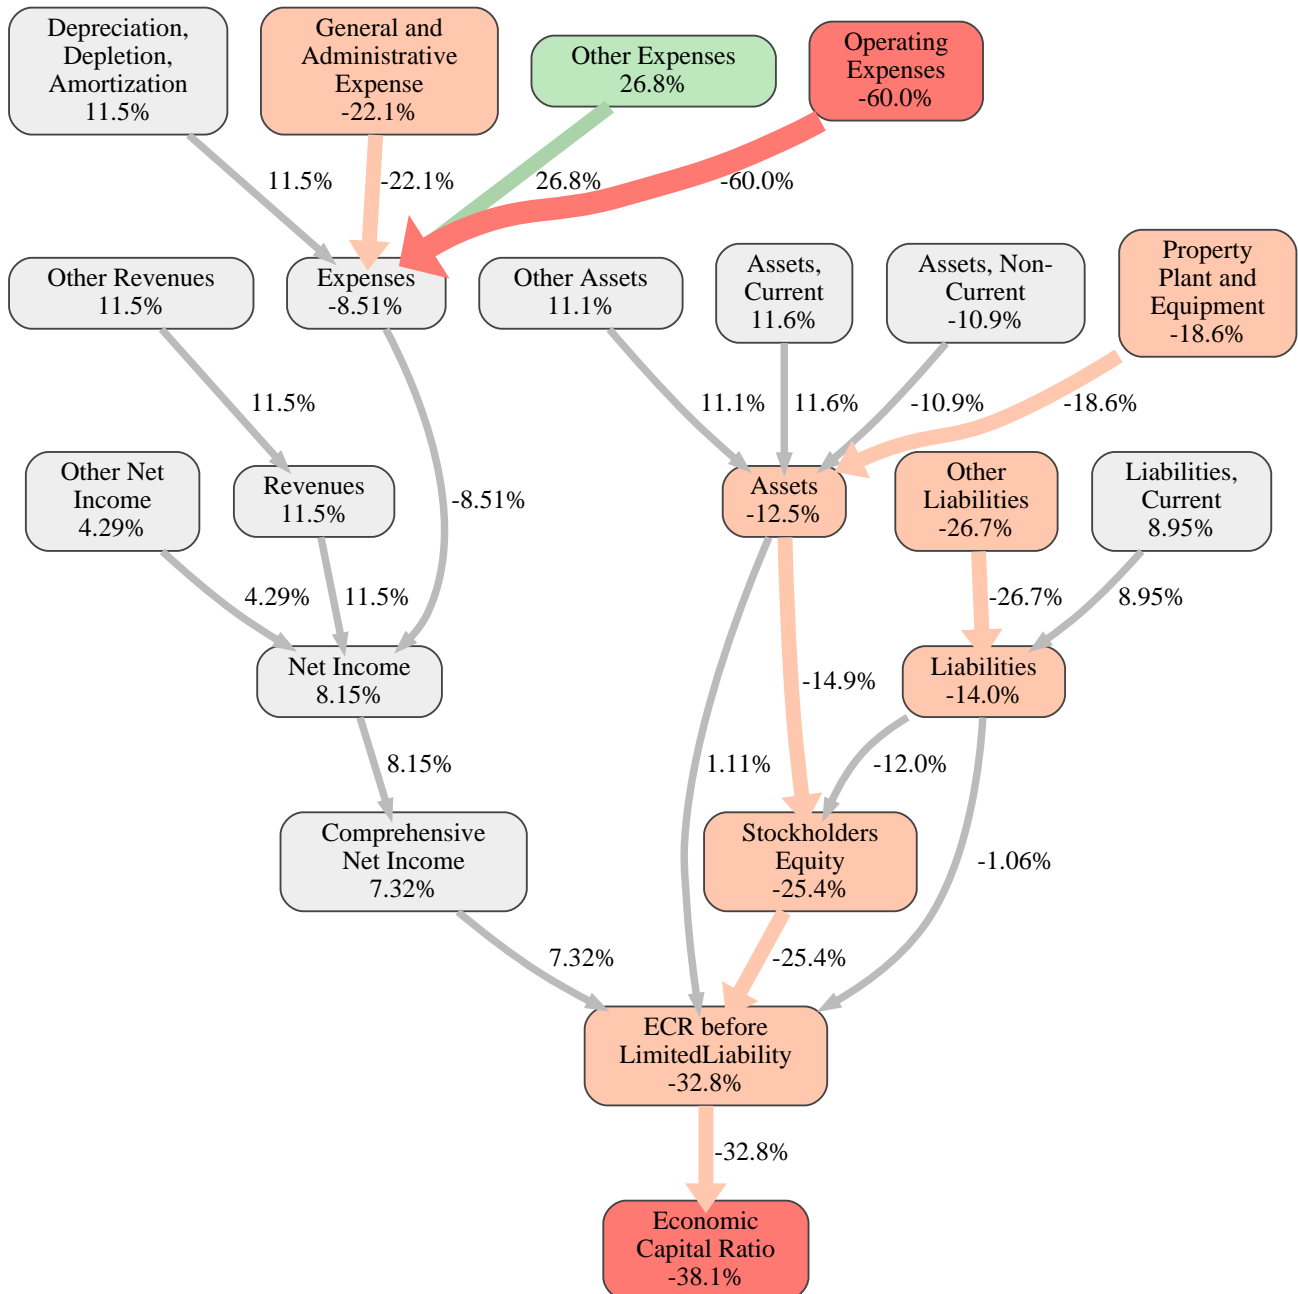 Depreciation,
Depletion,
Amortization
11.5%
General and
Administrative
Expense
-22.1%
Other Expenses
26.8%
Operating
Expenses
-60.0%
11.5%
-22.1%
26.8%
-60.0%
Other Revenues
11.5%
Expenses
-8.51%
Other Assets
11.1%
Assets,
Current
11.6%
Assets, Non-
Current
-10.9%
Property
Plant and
Equipment
-18.6%
11.5%
11.1%
11.6%
-10.9%
-18.6%
Other Net
Income
4.29%
Revenues
11.5%
-8.51%
Assets
-12.5%
Other
Liabilities
-26.7%
Liabilities,
Current
8.95%
4.29%
11.5%
-26.7%
8.95%
Net Income
8.15%
-14.9%
Liabilities
-14.0%
8.15%
1.11%
-12.0%
Comprehensive
Net Income
7.32%
Stockholders
Equity
-25.4%
-1.06%
7.32%
-25.4%
ECR before
LimitedLiability
-32.8%
-32.8%
Economic
Capital Ratio
-38.1%